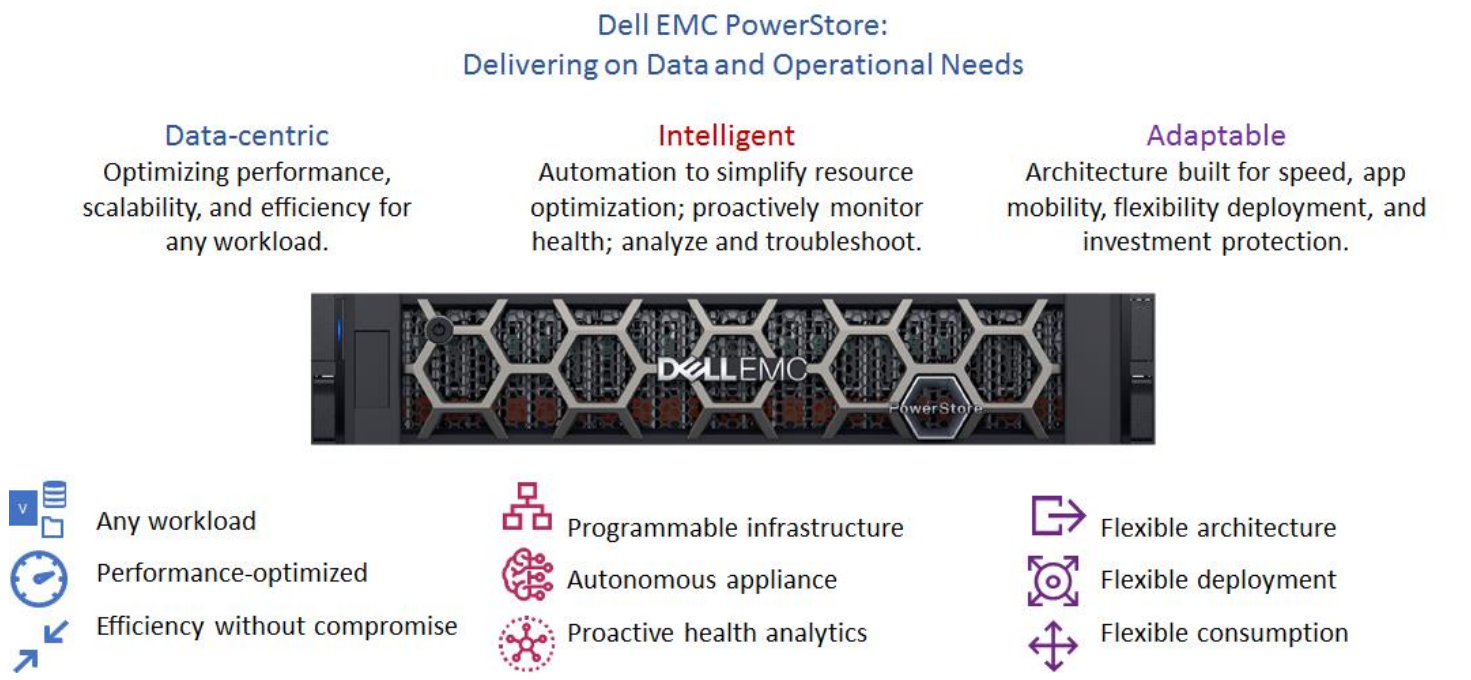 Dell EMC PowerStore:
Delivering on Data and Operational Needs
Data-centric
Optimizing performance,
scalability, and efficiency for
any workload.
Intelligent
Automation to simplify resource
optimization; proactively monitor
health; analyze and troubleshoot.
Adaptable
Architecture built for speed, app
mobility, flexibility deployment, and
investment protection.
DELLEMC
PowerStore
V
Any workload
Performance-optimized
Efficiency without compromise
Programmable infrastructure
Autonomous appliance
Proactive health analytics
Flexible architecture
Flexible deployment
Flexible consumption